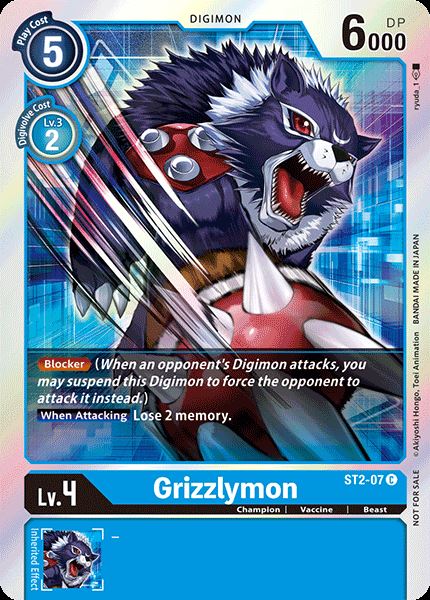 DIGIMON
Play Cost
5
6000 DP
Digivolve Cost
Lv.3
2
ryuda_1
©Akiyoshi Hongo, Toei Animation BANDAI MADE IN JAPAN
NOT FOR SALE
Blocker (When an opponent's Digimon attacks, you
may suspend this Digimon to force the opponent to
attack it instead.)
When Attacking Lose 2 memory.
ST2-07 C
Lv.4
Grizzlymon
Champion | Vaccine | Beast
Inherited Effect
–